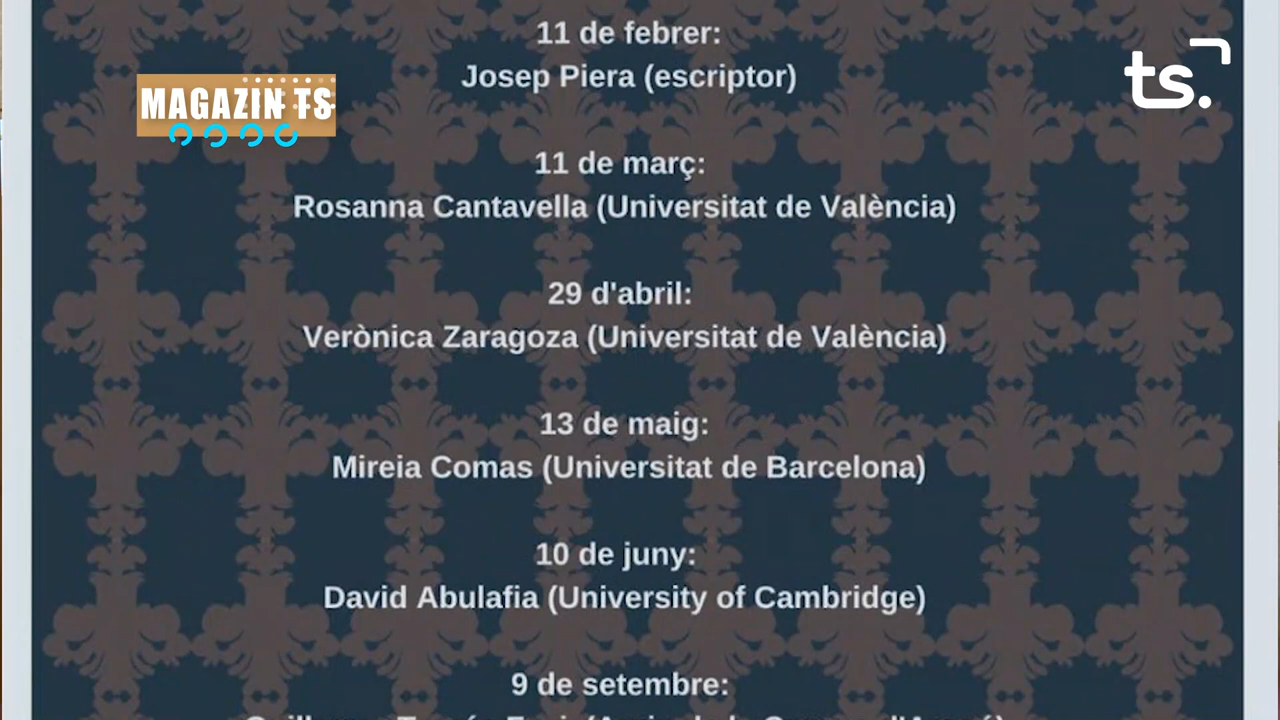 11 de febrer:
Josep Piera (escriptor)
MAGAZIN TS
ts.
11 de març:
Rosanna Cantavella (Universitat de València)
29 d'abril:
Verònica Zaragoza (Universitat de València)
13 de maig:
Mireia Comas (Universitat de Barcelona)
10 de juny:
David Abulafia (University of Cambridge)
9 de setembre: